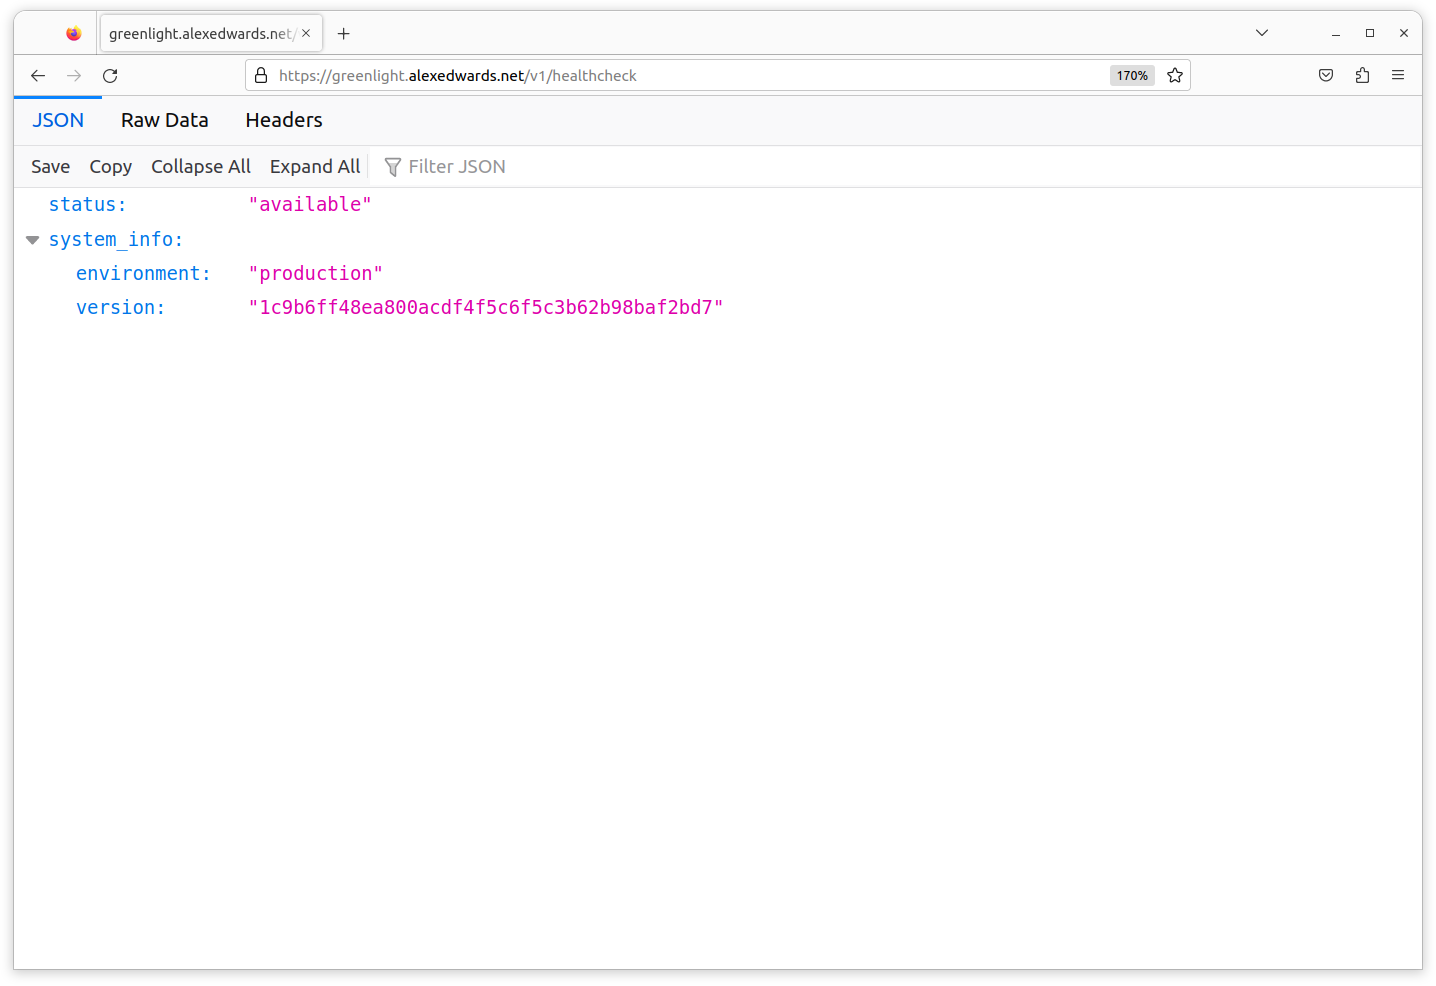 greenlight.alexedwards.net/
https://greenlight.alexedwards.net/v1/healthcheck 170%
JSON Raw Data Headers
Save Copy Collapse All Expand All Filter JSON
status: "available"
system_info:
environment: "production"
version: "1c9b6ff48ea800acdf4f5c6f5c3b62b98baf2bd7"